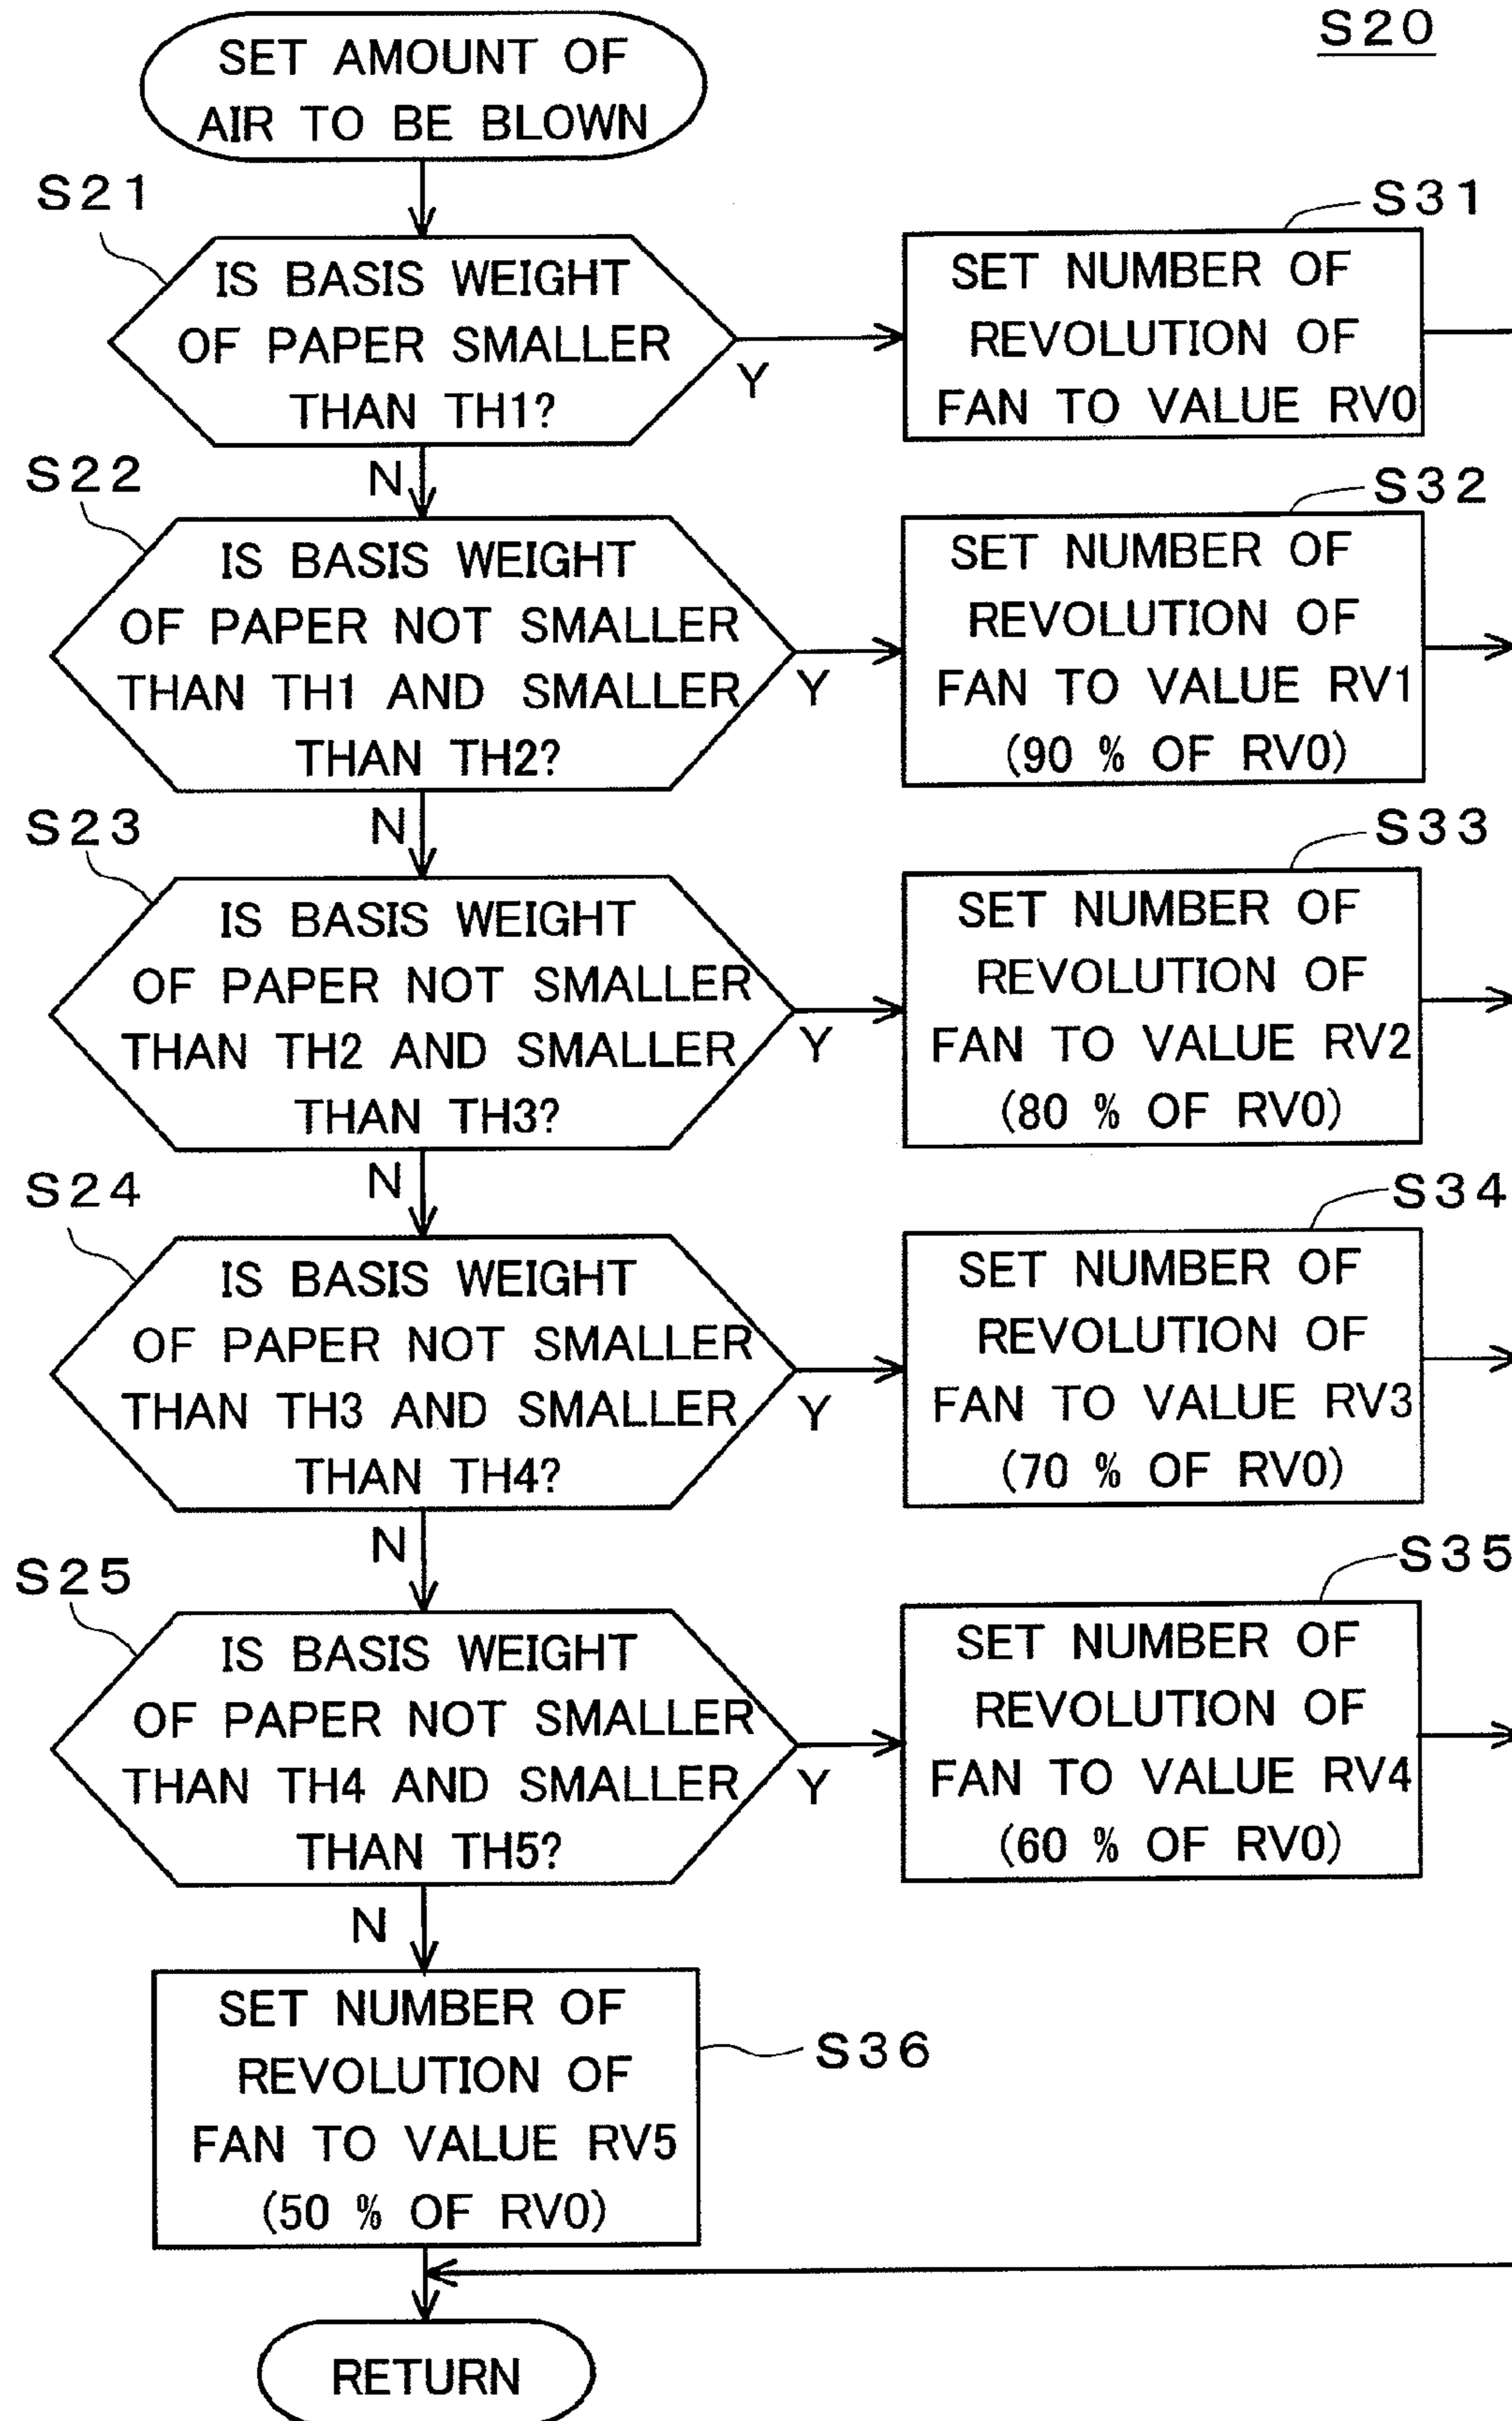 S20
SET AMOUNT OF
AIR TO BE BLOWN
S21
IS BASIS WEIGHT
OF PAPER SMALLER
THAN TH1?
Y
S31
SET NUMBER OF
REVOLUTION OF
FAN TO VALUE RV0
N
S22
IS BASIS WEIGHT
OF PAPER NOT SMALLER
THAN TH1 AND SMALLER
THAN TH2?
Y
S32
SET NUMBER OF
REVOLUTION OF
FAN TO VALUE RV1
(90 % OF RV0)
N
S23
IS BASIS WEIGHT
OF PAPER NOT SMALLER
THAN TH2 AND SMALLER
THAN TH3?
Y
S33
SET NUMBER OF
REVOLUTION OF
FAN TO VALUE RV2
(80 % OF RV0)
N
S24
IS BASIS WEIGHT
OF PAPER NOT SMALLER
THAN TH3 AND SMALLER
THAN TH4?
Y
S34
SET NUMBER OF
REVOLUTION OF
FAN TO VALUE RV3
(70 % OF RV0)
N
S25
IS BASIS WEIGHT
OF PAPER NOT SMALLER
THAN TH4 AND SMALLER
THAN TH5?
Y
S35
SET NUMBER OF
REVOLUTION OF
FAN TO VALUE RV4
(60 % OF RV0)
N
SET NUMBER OF
REVOLUTION OF
FAN TO VALUE RV5
(50 % OF RV0)
S36
RETURN